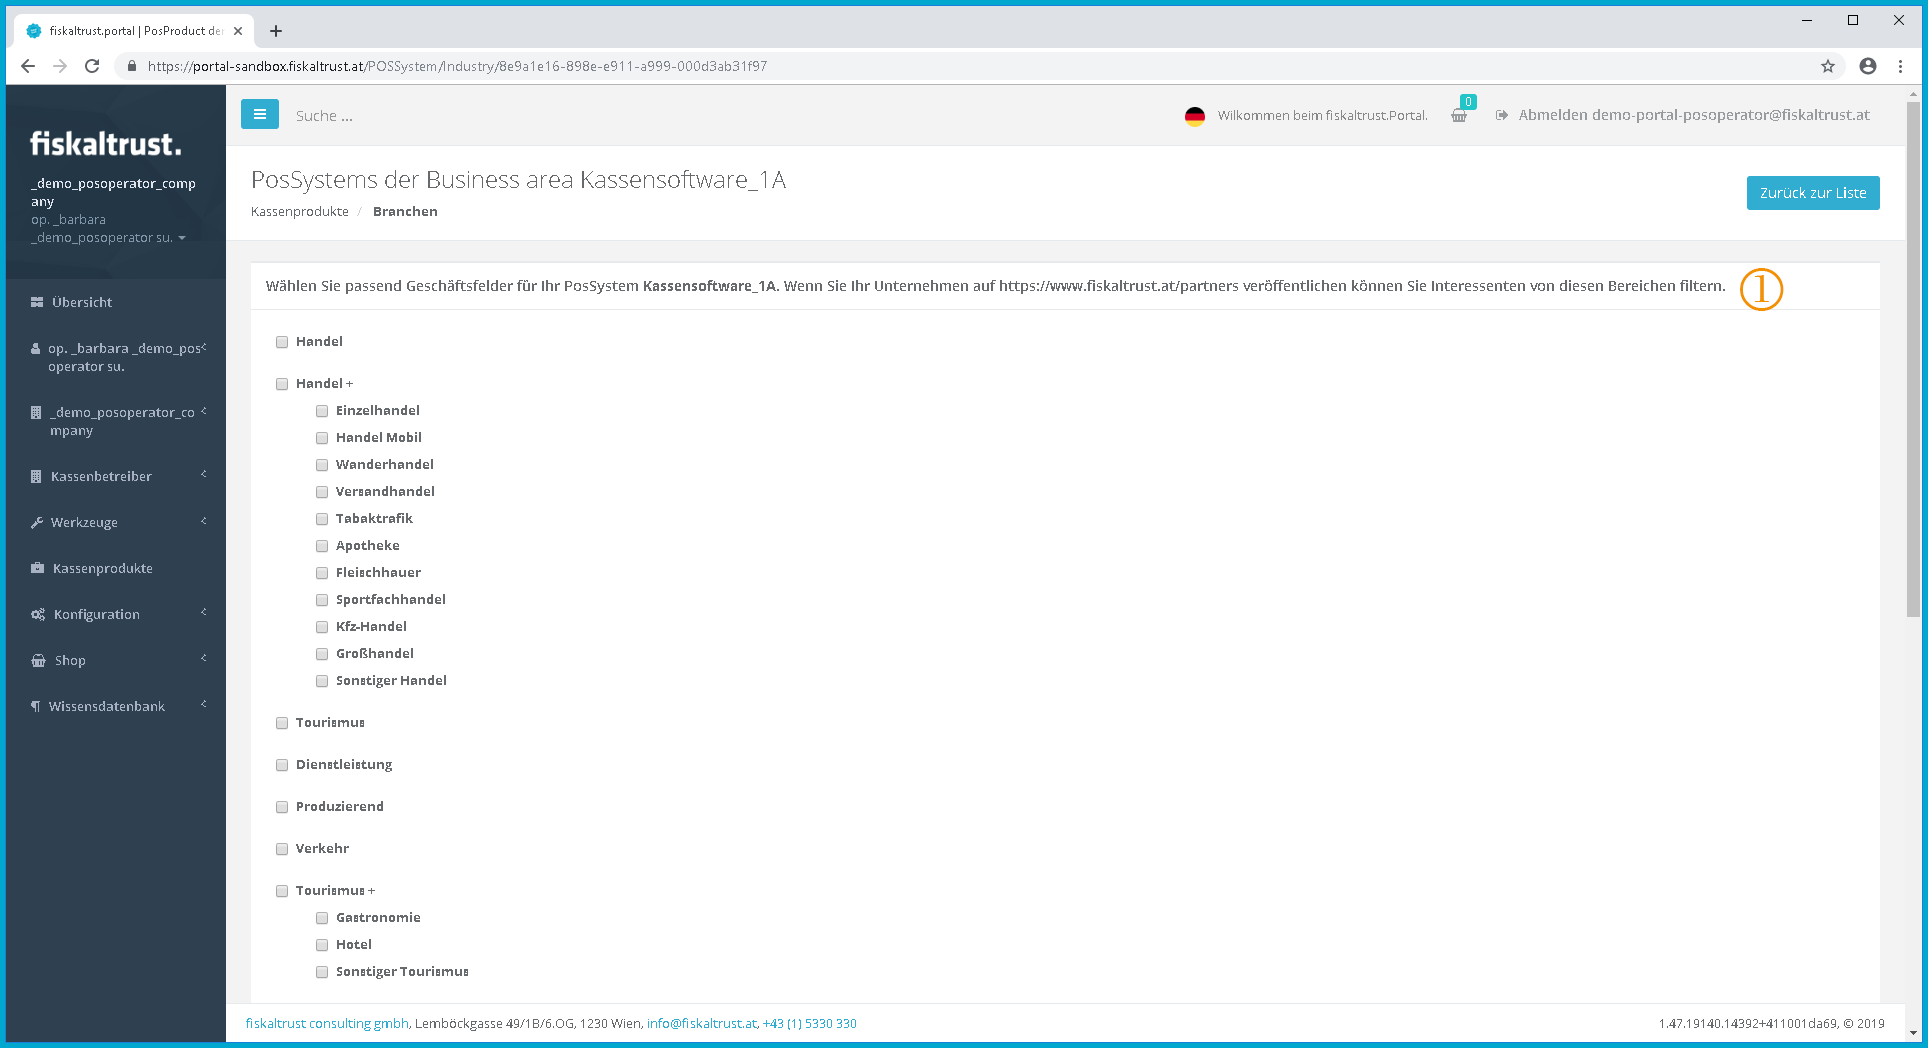 fiskaltrust.portal | PosProduct de
https://portal-sandbox.fiskaltrust.at/POSSystem/Industry/8e9a1e16-898e-e911-a999-000d3ab31f97
fiskaltrust.
_demo_posoperator_comp
any
op. _barbara
_demo_posoperator su.
Übersicht
op. _barbara _demo_pos
operator su.
_demo_posoperator_co
mpany
Kassenbetreiber
Werkzeuge
Kassenprodukte
Konfiguration
Shop
Wissensdatenbank
Suche ...
Wilkommen beim fiskaltrust.Portal.
0
Abmelden demo-portal-posoperator@fiskaltrust.at
PosSystems der Business area Kassensoftware_1A
Kassenprodukte / Branchen
Zurück zur Liste
Wählen Sie passend Geschäftsfelder für Ihr PosSystem Kassensoftware_1A. Wenn Sie Ihr Unternehmen auf https://www.fiskaltrust.at/partners veröffentlichen können Sie Interessenten von diesen Bereichen filtern.
1
Handel
Handel +
Einzelhandel
Handel Mobil
Wanderhandel
Versandhandel
Tabaktrafik
Apotheke
Fleischhauer
Sportfachhandel
Kfz-Handel
Großhandel
Sonstiger Handel
Tourismus
Dienstleistung
Produzierend
Verkehr
Tourismus +
Gastronomie
Hotel
Sonstiger Tourismus
fiskaltrust consulting gmbh, Lemböckgasse 49/1B/6.OG, 1230 Wien, info@fiskaltrust.at, +43 (1) 5330 330
1.47.19140.14392+411001da69, © 2019